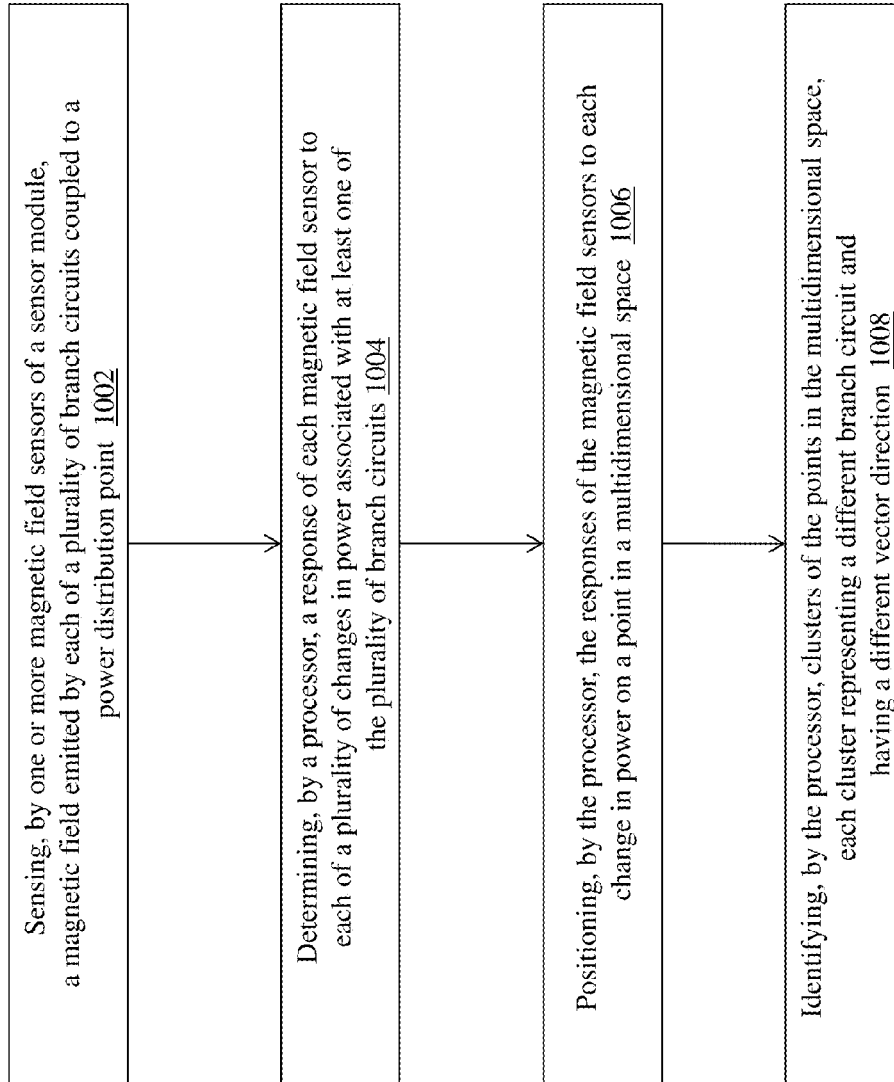 Sensing, by one or more magnetic field sensors of a sensor module,
a magnetic field emitted by each of a plurality of branch circuits coupled to a
power distribution point 1002
Determining, by a processor, a response of each magnetic field sensor to
each of a plurality of changes in power associated with at least one of
the plurality of branch circuits 1004
Positioning, by the processor, the responses of the magnetic field sensors to each
change in power on a point in a multidimensional space 1006
Identifying, by the processor, clusters of the points in the multidimensional space,
each cluster representing a different branch circuit and
having a different vector direction 1008